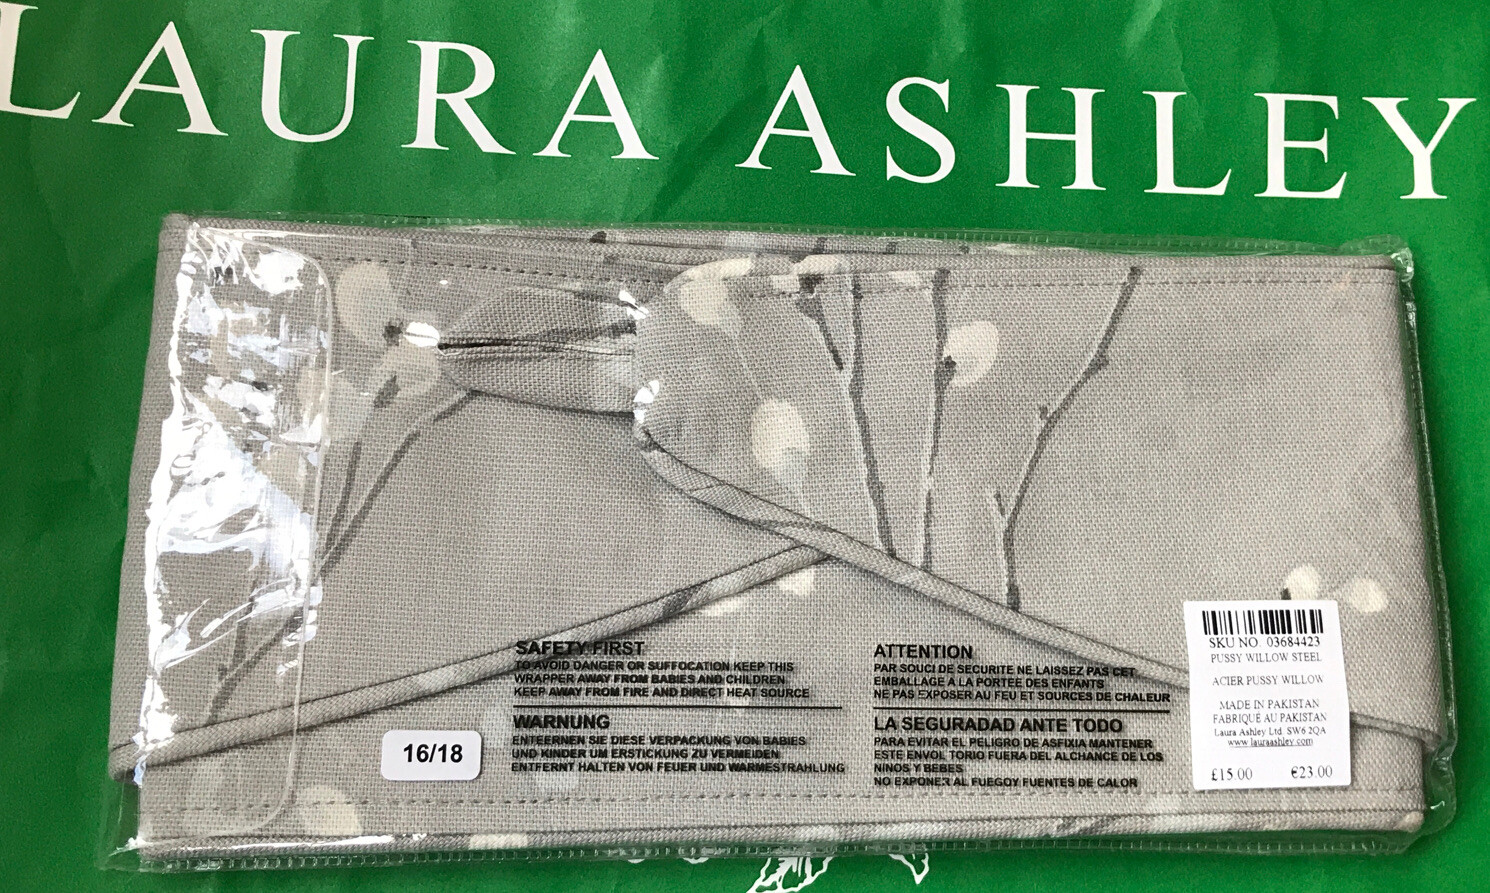 LAURA ASHLEY
SAFETY FIRST
TO AVOID DANGER OR SUFFOCATION KEEP THIS
WRAPPER AWAY FROM BABIES AND CHILDREN
KEEP AWAY FROM FIRE AND DIRECT HEAT SOURCE
WARNUNG
ENTEERNEN SIE DIESE VERPACKUNG VON BABIES
UND KINDER UM ERSTICKUNG ZU VERMEIDEN
ENTFERNT HALTEN VON FEUER UND WARMESTRAHLUNG
ATTENTION
PAR SOUCI DE SECURITE NE LAISSEZ PAS CET
EMBALLAGE A LA PORTEE DES ENFANTS
NE PAS EXPOSER AU FEU ET SOURCES DE CHALEUR
LA SEGURADAD ANTE TODO
PARA EVITAR EL PELIGRO DE ASFIXIA MANTENER
ESTE ENVOL TORIO FUERA DEL ALCHANCE DE LOS
NINOS Y BEBES
NO EXPONER AL FUEGOY FUENTES DE CALOR
16/18
SKU NO. 03684423
PUSSY WILLOW STEEL
ACIER PUSSY WILLOW
MADE IN PAKISTAN
FABRIQUÉ AU PAKISTAN
Laura Ashley Ltd. SW6 2QA
www.lauraashley.com
£15.00 €23.00